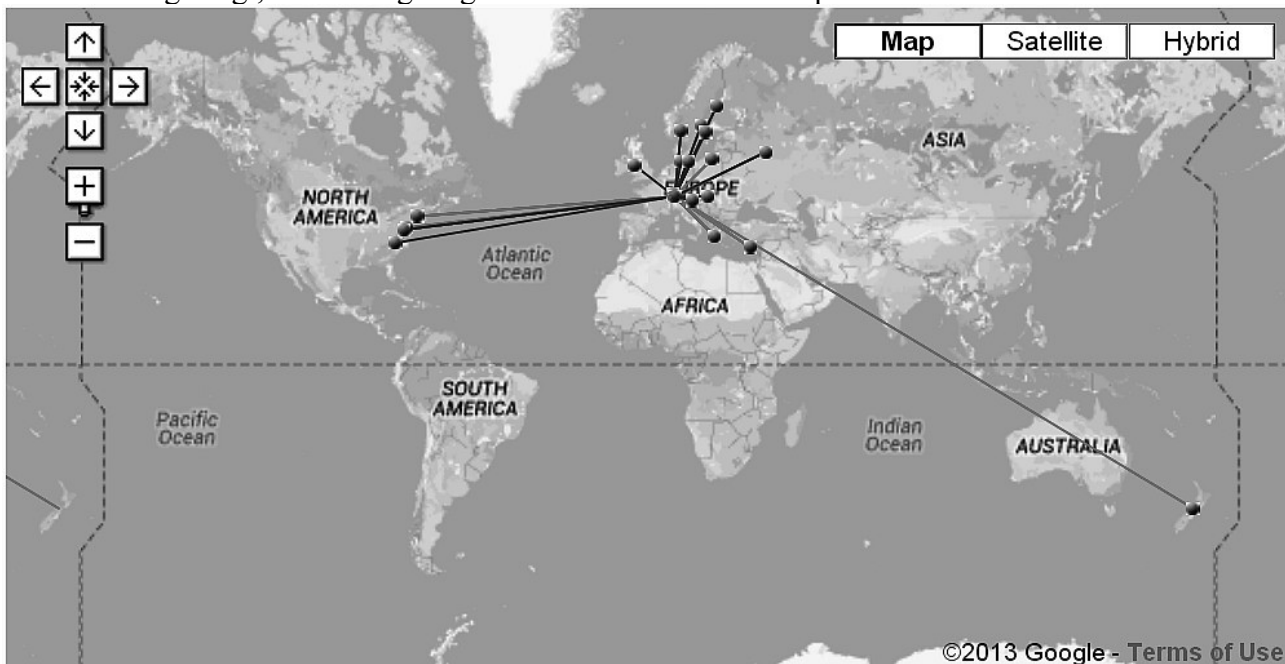 Map Satellite Hybrid
ASIA
EUROPE
NORTH
AMERICA
Atlantic
Ocean
AFRICA
SOUTH
AMERICA
Pacific
Ocean
Indian
Ocean
AUSTRALIA
©2013 Google - Terms of Use